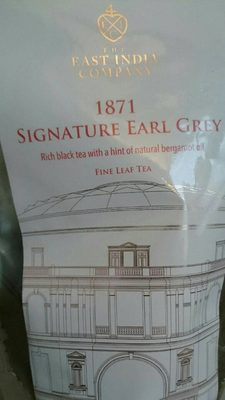 THE
EAST INDIA
COMPANY
1871
SIGNATURE EARL GREY
Rich black tea with a hint of natural bergamot oil
FINE LEAF TEA